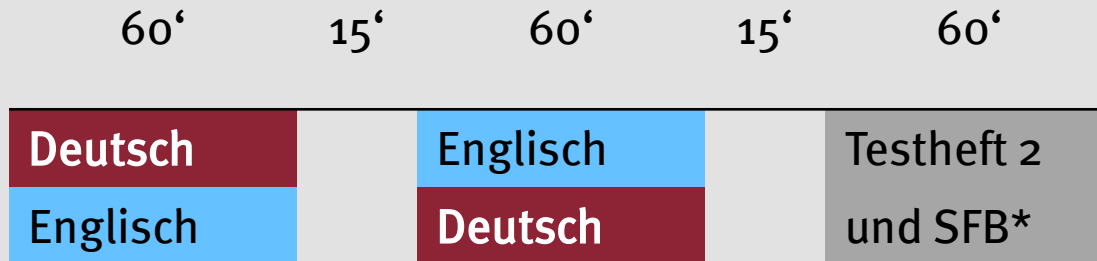 60‘ 15‘ 60‘ 15‘ 60‘
Deutsch Englisch Testheft 2
Englisch Deutsch und SFB*